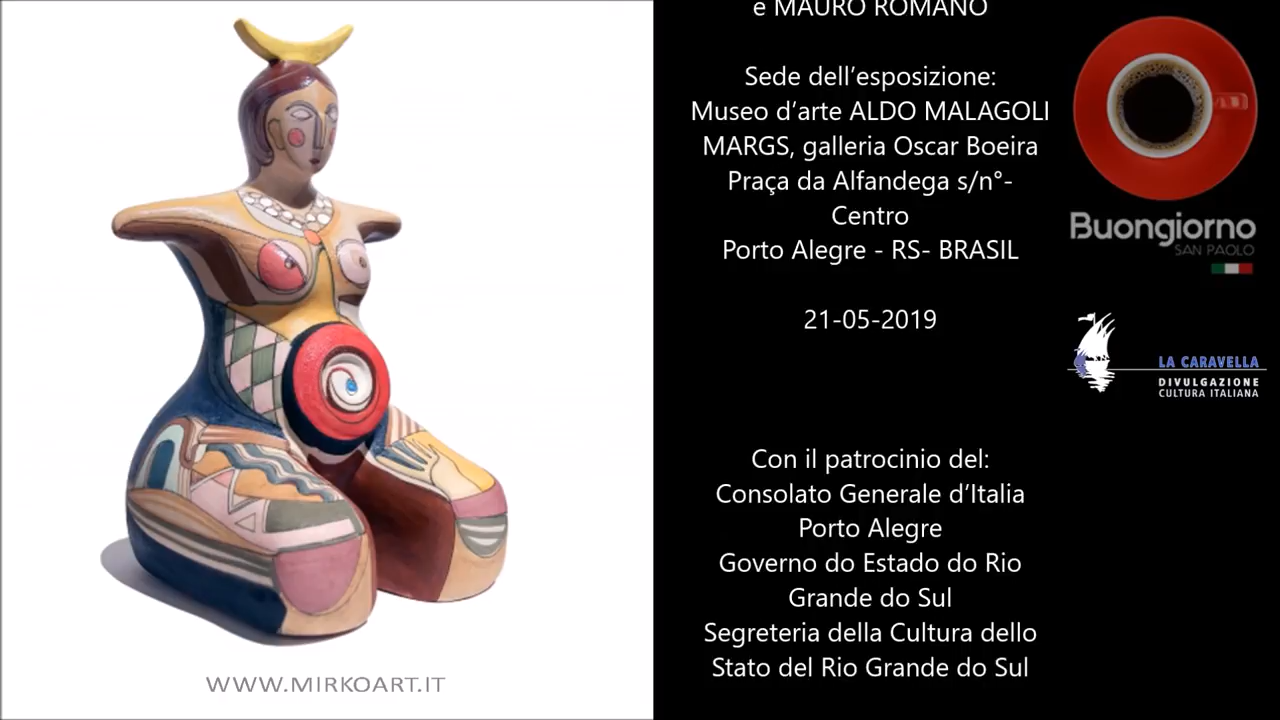 e MAURO ROMANO
Sede dell’esposizione:
Museo d’arte ALDO MALAGOLI
MARGS, galleria Oscar Boeira
Praça da Alfandega s/n°-
Centro
Porto Alegre - RS- BRASIL
21-05-2019
Con il patrocinio del:
Consolato Generale d’Italia
Porto Alegre
Governo do Estado do Rio
Grande do Sul
Segreteria della Cultura dello
Stato del Rio Grande do Sul
Buongiorno
SAN PAOLO
LA CARAVELLA
DIVULGAZIONE
CULTURA ITALIANA
WWW.MIRKOART.IT